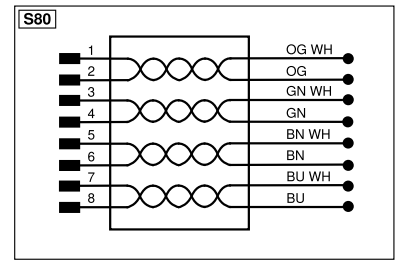 S80
1 OG WH
2 OG
3 GN WH
4 GN
5 BN WH
6 BN
7 BU WH
8 BU